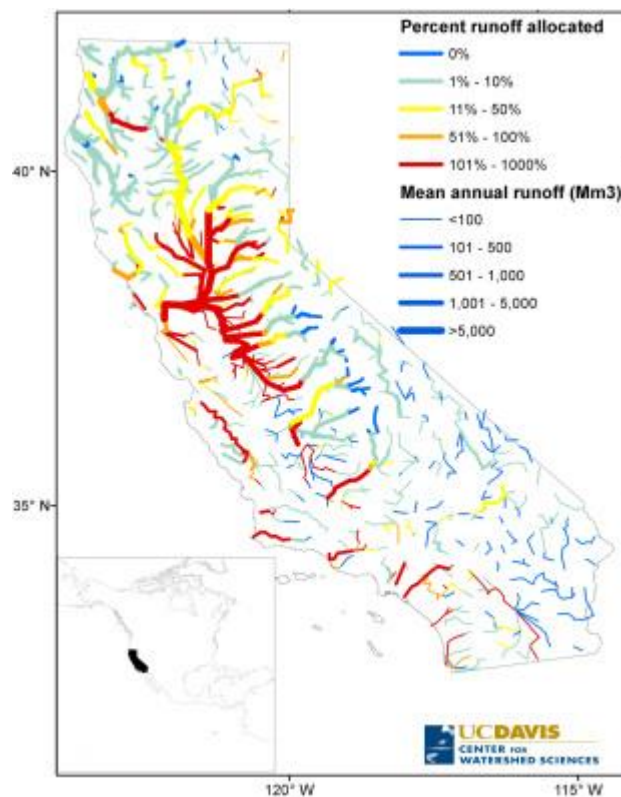 Percent runoff allocated
0%
1% - 10%
11% - 50%
51% - 100%
101% - 1000%
Mean annual runoff (Mm3)
<100
101 - 500
501 - 1,000
1,001 - 5,000
>5,000
40° N
35° N
UCDAVIS
CENTER FOR
WATERSHED SCIENCES
120° W
115° W